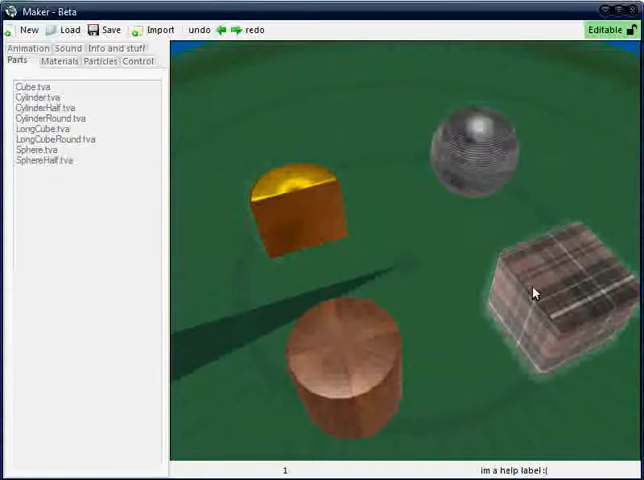 Maker - Beta
New Load Save Import undo redo Editable
Animation Sound Info and stuff
Parts Materials Particles Control
Cube.tva
Cylinder.tva
CylinderHalf.tva
CylinderRound.tva
LongCube.tva
LongCubeRound.tva
Sphere.tva
SphereHalf.tva
1 im a help label :(